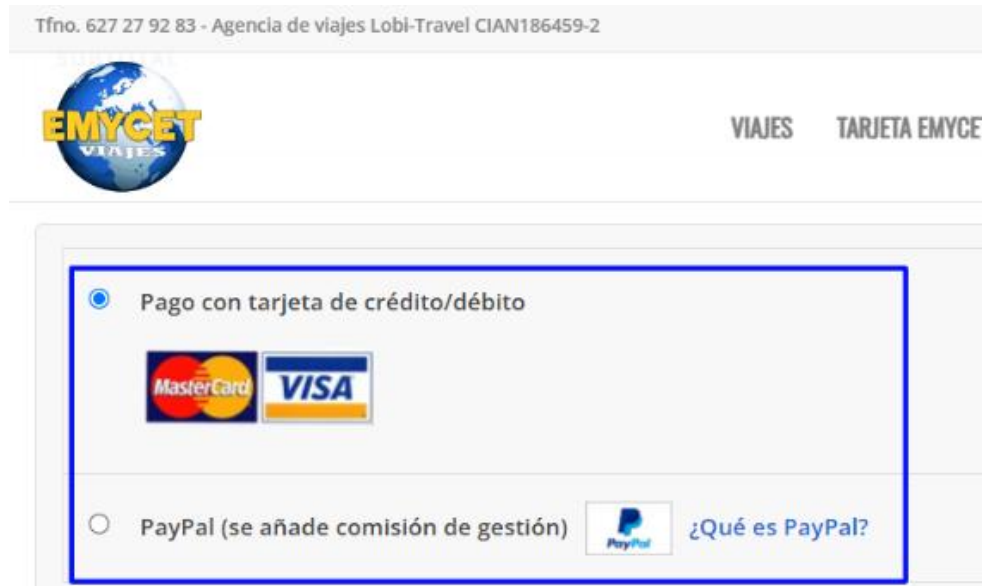 Tfno. 627 27 92 83 - Agencia de viajes Lobi-Travel CIAN186459-2
EMYCET
VIAJES
VIAJES TARJETA EMYCE
Pago con tarjeta de crédito/débito
MasterCard VISA
PayPal (se añade comisión de gestión) PayPal ¿Qué es PayPal?